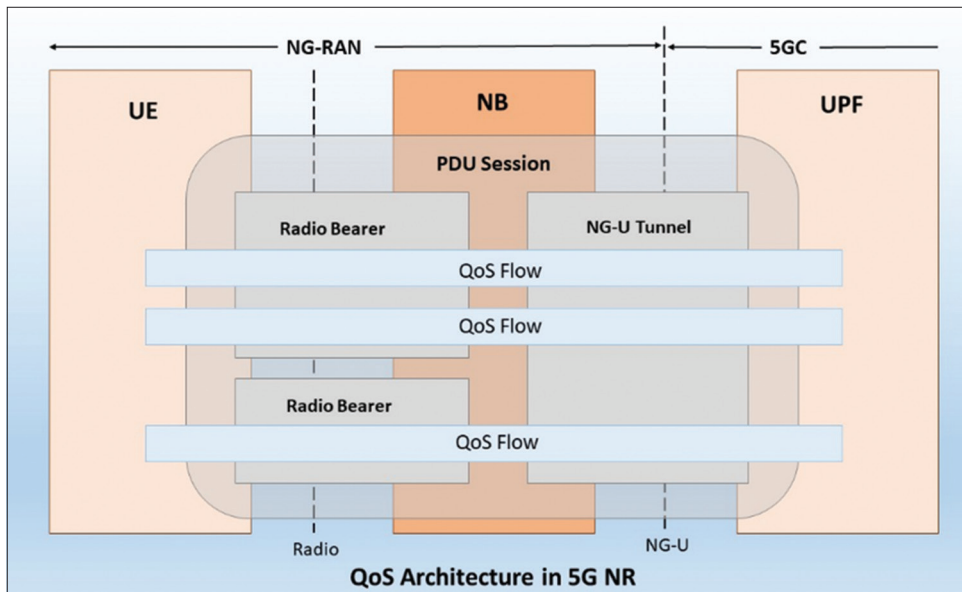 NG-RAN
5GC
UE
NB
UPF
PDU Session
Radio Bearer
NG-U Tunnel
QoS Flow
QoS Flow
Radio Bearer
QoS Flow
Radio
NG-U
QoS Architecture in 5G NR